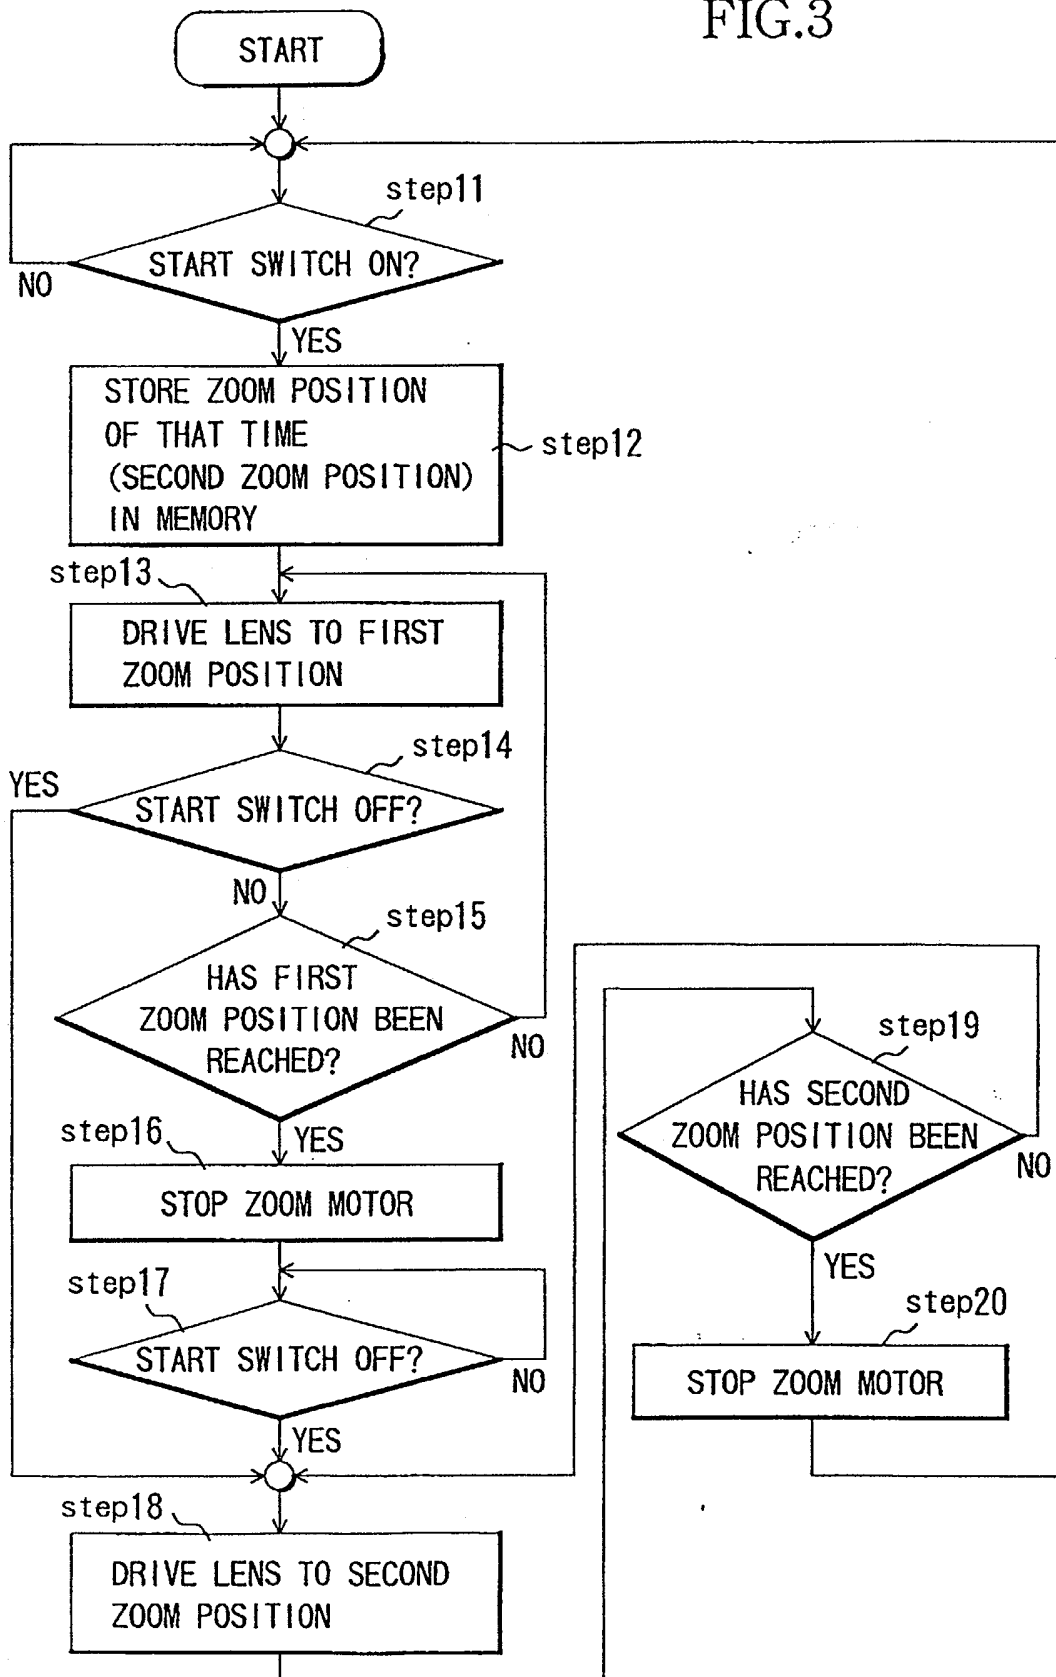 FIG.3
START
step11
START SWITCH ON?
NO
YES
STORE ZOOM POSITION
OF THAT TIME
(SECOND ZOOM POSITION)
IN MEMORY
step12
step13
DRIVE LENS TO FIRST
ZOOM POSITION
step14
YES
START SWITCH OFF?
NO
step15
HAS FIRST
ZOOM POSITION BEEN
REACHED?
NO
YES
step16
STOP ZOOM MOTOR
step17
START SWITCH OFF?
NO
YES
step18
DRIVE LENS TO SECOND
ZOOM POSITION
step19
HAS SECOND
ZOOM POSITION BEEN
REACHED?
NO
YES
step20
STOP ZOOM MOTOR